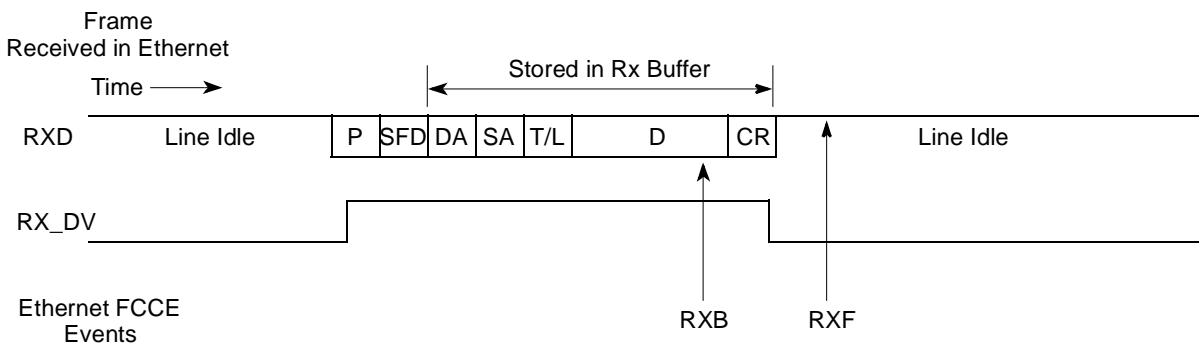 Frame
Received in Ethernet
Time
Stored in Rx Buffer
RXD Line Idle P SFD DA SA T/L D CR Line Idle
RX_DV
Ethernet FCCE
Events
RXB RXF